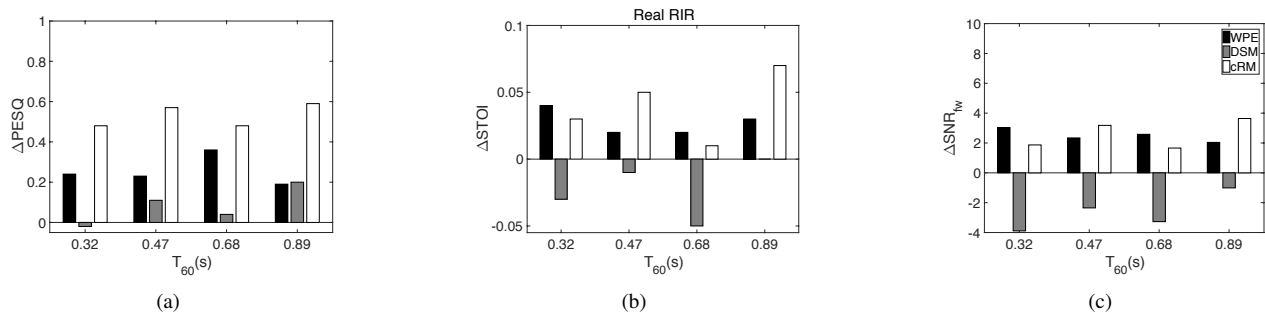 Real RIR
1
0.8
0.6
0.4
0.2
0
ΔPESQ
0.32 0.47 0.68 0.89
T60(s)
(a)
0.1
0.05
0
-0.05
ΔSTOI
0.32 0.47 0.68 0.89
T60(s)
(b)
10
8
6
4
2
0
-2
-4
ΔSNRfw
WPE
DSM
cRM
0.32 0.47 0.68 0.89
T60(s)
(c)